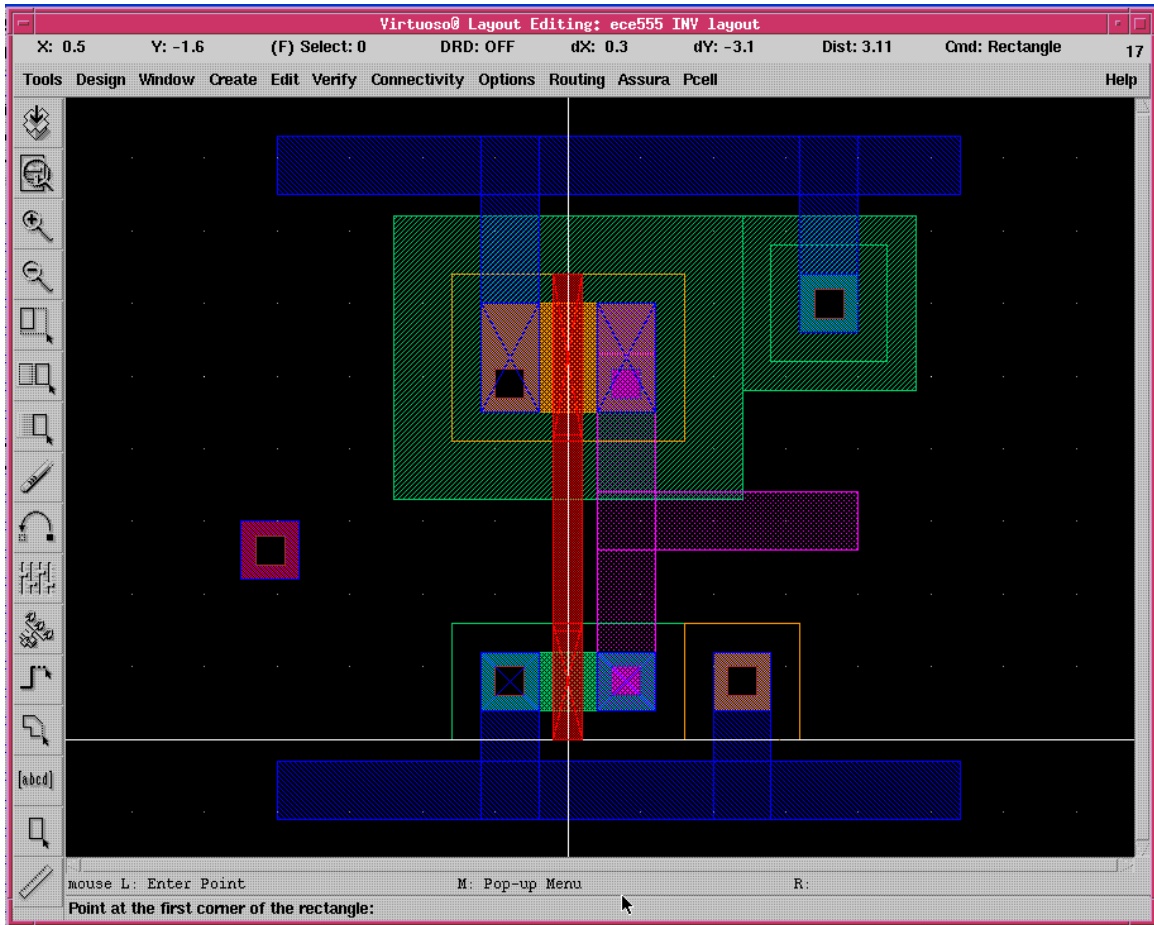 Virtuoso® Layout Editing: ece555 INV layout
X: 0.5 Y: -1.6 (F) Select: 0 DRD: OFF dX: 0.3 dY: -3.1 Dist: 3.11 Cmd: Rectangle 17
Tools Design Window Create Edit Verify Connectivity Options Routing Assura Pcell Help
[abcd]
mouse L: Enter Point M: Pop-up Menu R:
Point at the first corner of the rectangle: